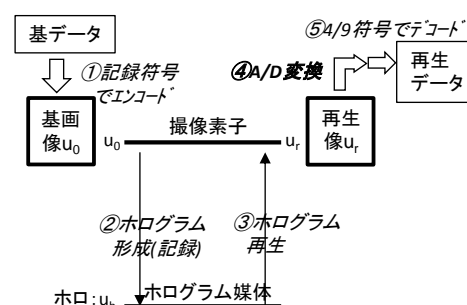 基データ
①記録符号
でエンコード
基画
像u₀
u₀
撮像素子
uᵣ
④A/D変換
⑤4/9符号でデコード
再生
データ
再生
像uᵣ
②ホログラム
形成(記録)
③ホログラム
再生
ホログラム媒体
ホロ:uₕ